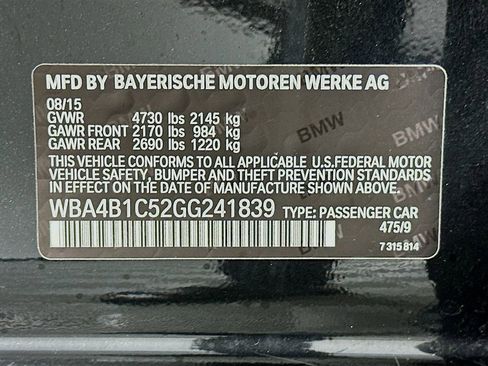 MFD BY BAYERISCHE MOTOREN WERKE AG
08/15
GVWR 4730 lbs 2145 kg
GAWR FRONT 2170 lbs 984 kg
GAWR REAR 2690 lbs 1220 kg
THIS VEHICLE CONFORMS TO ALL APPLICABLE U.S.FEDERAL MOTOR
VEHICLE SAFETY, BUMPER AND THEFT PREVENTION STANDARDS
IN EFFECT ON THE DATE OF MANUFACTURE SHOWN ABOVE.
WBA4B1C52GG241839 TYPE: PASSENGER CAR
475/9
7 315 814
BMW
BMW